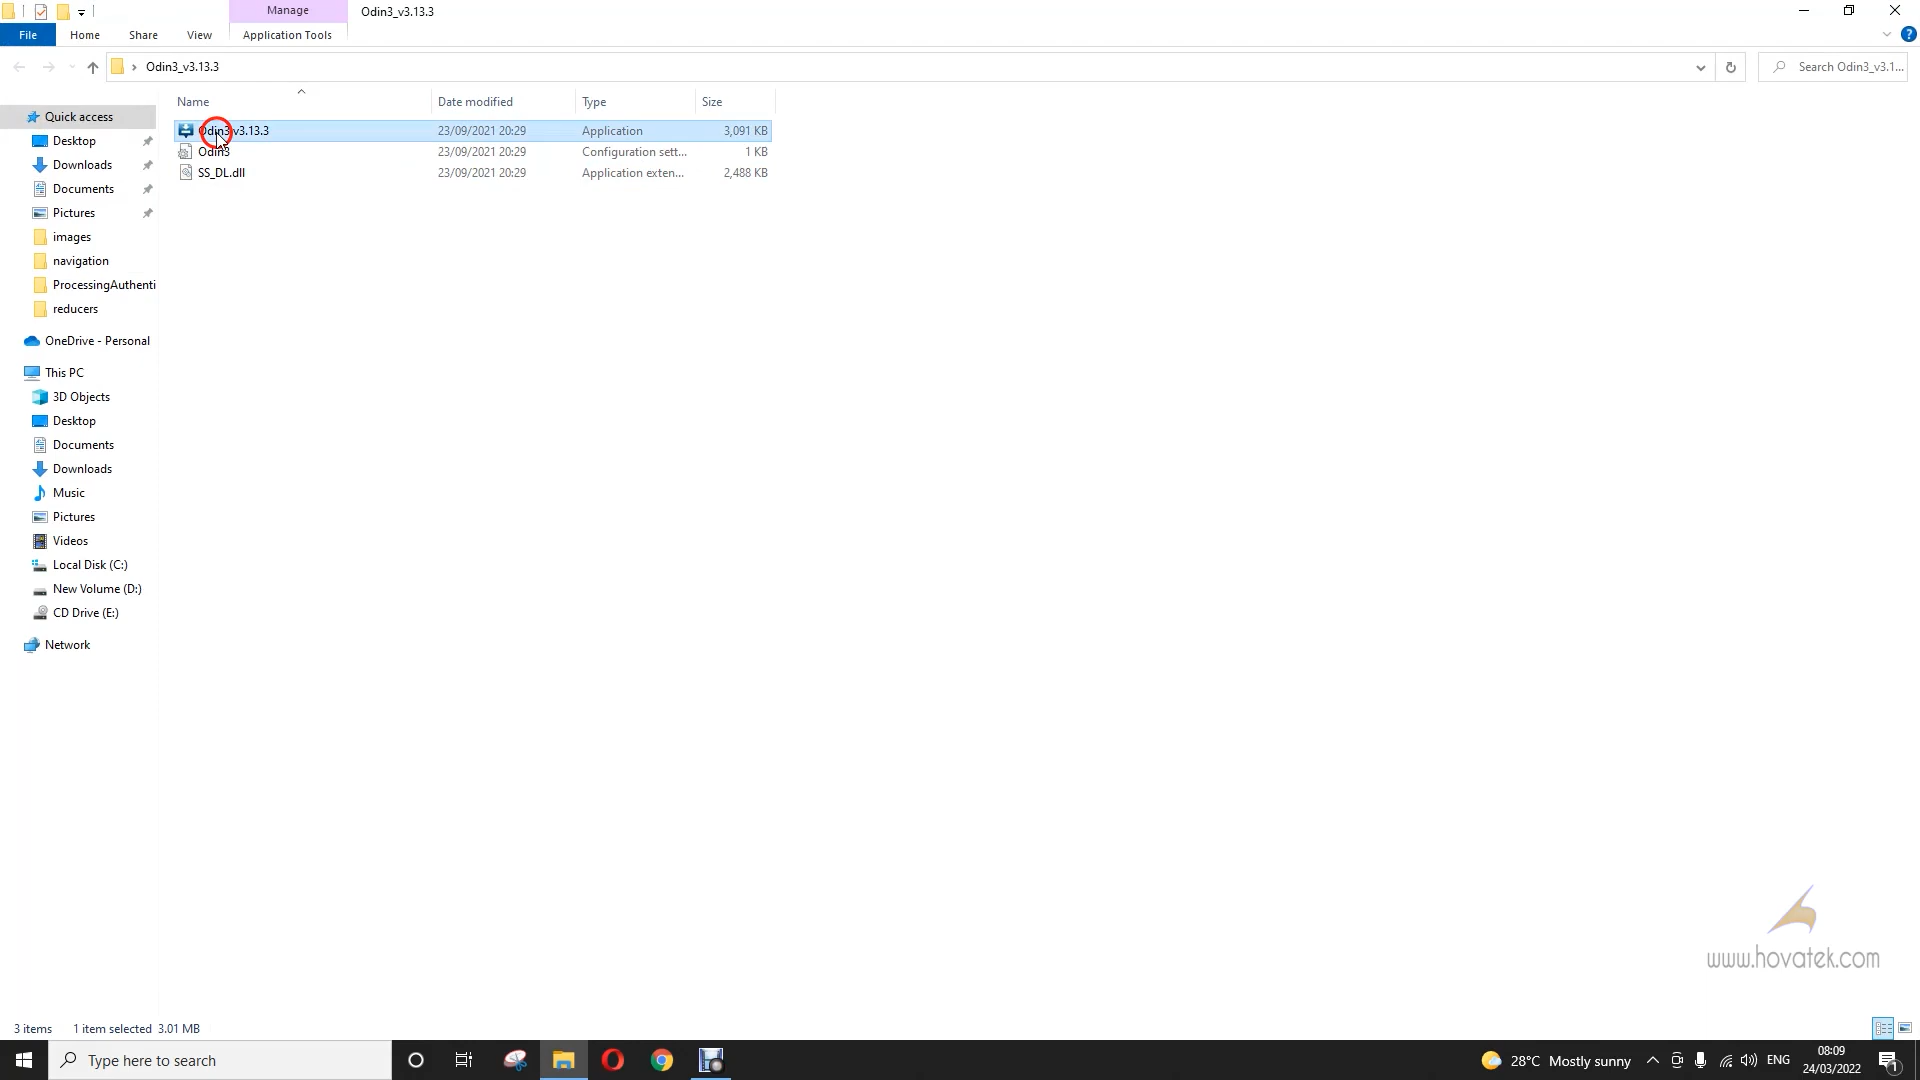 Manage
Odin3_v3.13.3
File
Home
Share
View
Application Tools
Odin3_v3.13.3
Search Odin3_v3.1...
Name
Date modified
Type
Size
Odin3 v3.13.3
23/09/2021 20:29
Application
3,091 KB
Odin3
23/09/2021 20:29
Configuration sett...
1 KB
SS_DL.dll
23/09/2021 20:29
Application exten...
2,488 KB
Quick access
Desktop
Downloads
Documents
Pictures
images
navigation
ProcessingAuthenti
reducers
OneDrive - Personal
This PC
3D Objects
Desktop
Documents
Downloads
Music
Pictures
Videos
Local Disk (C:)
New Volume (D:)
CD Drive (E:)
Network
www.hovatek.com
3 items
1 item selected 3.01 MB
Type here to search
28°C Mostly sunny
ENG
08:09
24/03/2022
1